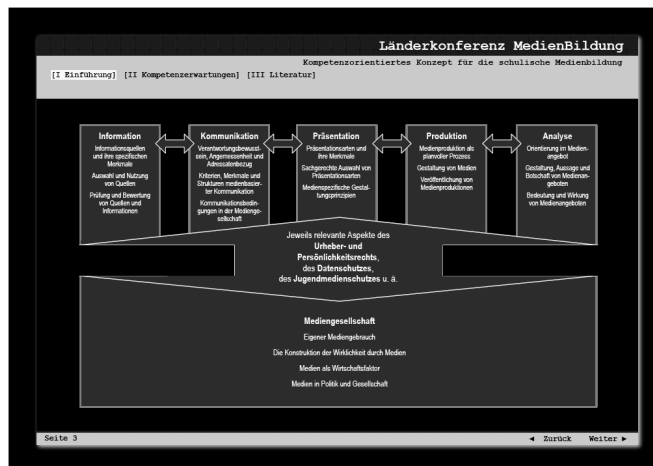 Länderkonferenz MedienBildung
Kompetenzorientiertes Konzept für die schulische Medienbildung
[I Einführung] [II Kompetenzerwartungen] [III Literatur]
Information
Informationsquellen
und ihre spezifischen
Merkmale
Auswahl und Nutzung
von Quellen
Prüfung und Bewertung
von Quellen und
Informationen
Kommunikation
Verantwortungsbewusst-
sein, Angemessenheit und
Adressatenbezug
Kriterien, Merkmale und
Strukturen medienbasier-
ter Kommunikation
Kommunikationsbedin-
gungen in der Medienge-
sellschaft
Präsentation
Präsentationsarten und
ihre Merkmale
Sachgerechte Auswahl von
Präsentationsarten
Medienspezifische Gestal-
tungsprinzipien
Produktion
Medienproduktion als
planvoller Prozess
Gestaltung von Medien
Veröffentlichung von
Medienproduktionen
Analyse
Orientierung im Medien-
angebot
Gestaltung, Aussage und
Botschaft von Medienan-
geboten
Bedeutung und Wirkung
von Medienangeboten
Jeweils relevante Aspekte des
Urheber- und
Persönlichkeitsrechts,
des Datenschutzes,
des Jugendmedienschutzes u. ä.
Mediengesellschaft
Eigener Mediengebrauch
Die Konstruktion der Wirklichkeit durch Medien
Medien als Wirtschaftsfaktor
Medien in Politik und Gesellschaft
Seite 3
◄ Zurück Weiter ►